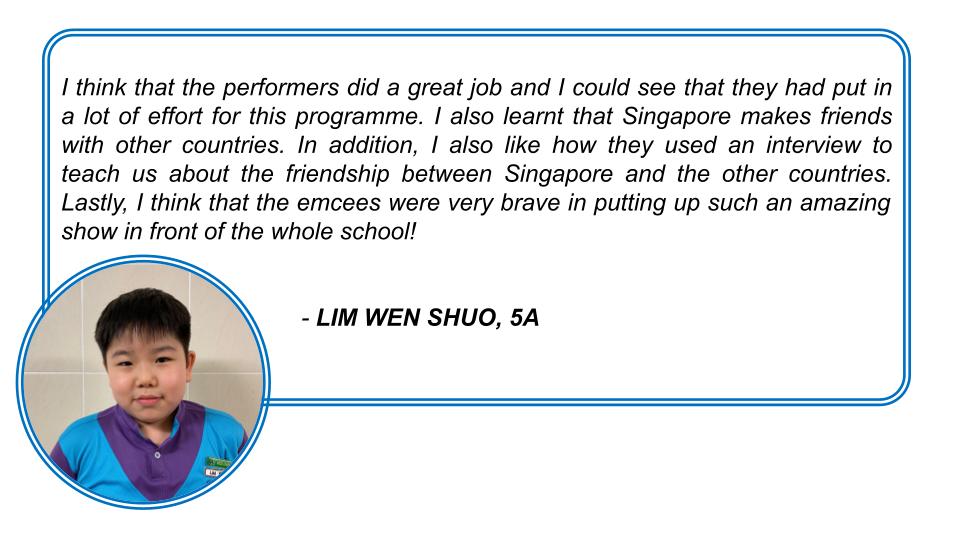 I think that the performers did a great job and I could see that they had put in
a lot of effort for this programme. I also learnt that Singapore makes friends
with other countries. In addition, I also like how they used an interview to
teach us about the friendship between Singapore and the other countries.
Lastly, I think that the emcees were very brave in putting up such an amazing
show in front of the whole school!
- LIM WEN SHUO, 5A